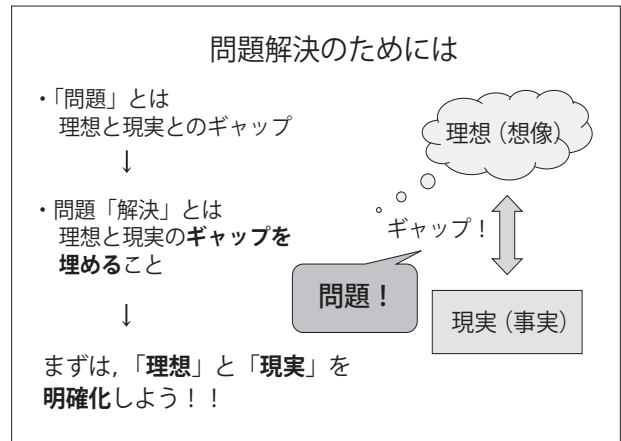 問題解決のためには
・「問題」とは
理想と現実とのギャップ
↓
・問題「解決」とは
理想と現実のギャップを
埋めること
↓
まずは,「理想」と「現実」を
明確化しよう！！
理想（想像）
ギャップ！
問題！
現実（事実）